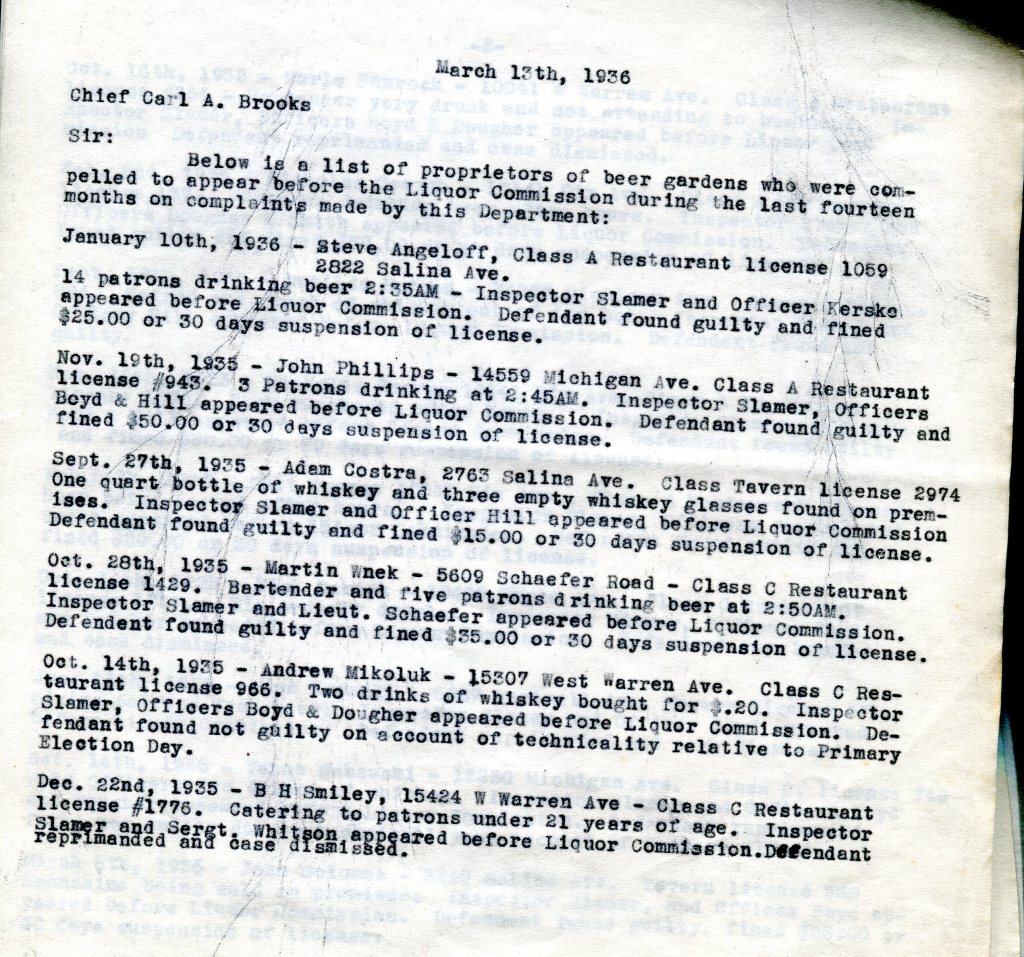 March 13th, 1936
Chief Carl A. Brooks
Sir:
Below is a list of proprietors of beer gardens who were com-
pelled to appear before the Liquor Commission during the last fourteen
months on complaints made by this Department:
January 10th, 1936 - Steve Angeloff, Class A Restaurant license 1059
2822 Salina Ave.
14 patrons drinking beer 2:35AM - Inspector Slamer and Officer Kerske
appeared before Liquor Commission. Defendant found guilty and fined
$25.00 or 30 days suspension of license.
Nov. 19th, 1935 - John Phillips - 14559 Michigan Ave. Class A Restaurant
license #943. 3 Patrons drinking at 2:45AM. Inspector Slamer, Officers
Boyd & Hill appeared before Liquor Commission. Defendant found guilty and
fined $50.00 or 30 days suspension of license.
Sept. 27th, 1935 - Adam Costra, 2763 Salina Ave. Class Tavern license 2974
One quart bottle of whiskey and three empty whiskey glasses found on prem-
ises. Inspector Slamer and Officer Hill appeared before Liquor Commission
Defendant found guilty and fined $15.00 or 30 days suspension of license.
Oct. 28th, 1935 - Martin Wnek - 5609 Schaefer Road - Class C Restaurant
license 1429. Bartender and five patrons drinking beer at 2:50AM.
Inspector Slamer and Lieut. Schaefer appeared before Liquor Commission.
Defendent found guilty and fined $35.00 or 30 days suspension of license.
Oct. 14th, 1935 - Andrew Mikoluk - 15307 West Warren Ave. Class C Res-
taurant license 966. Two drinks of whiskey bought for $.20. Inspector
Slamer, Officers Boyd & Dougher appeared before Liquor Commission. De-
fendant found not guilty on account of technicality relative to Primary
Election Day.
Dec. 22nd, 1935 - B H Smiley, 15424 W Warren Ave - Class C Restaurant
license #1776. Catering to patrons under 21 years of age. Inspector
Slamer and Sergt. Whitson appeared before Liquor Commission.Defendant
reprimanded and case dismissed.